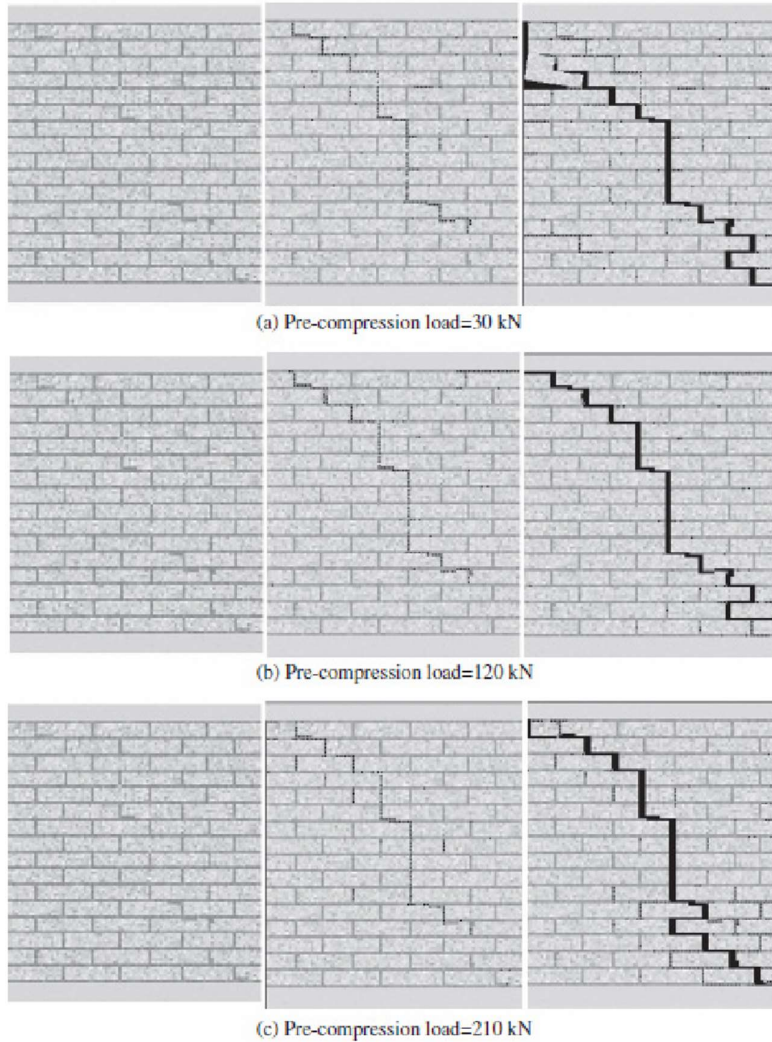 (a) Pre-compression load=30 kN
(b) Pre-compression load=120 kN
(c) Pre-compression load=210 kN